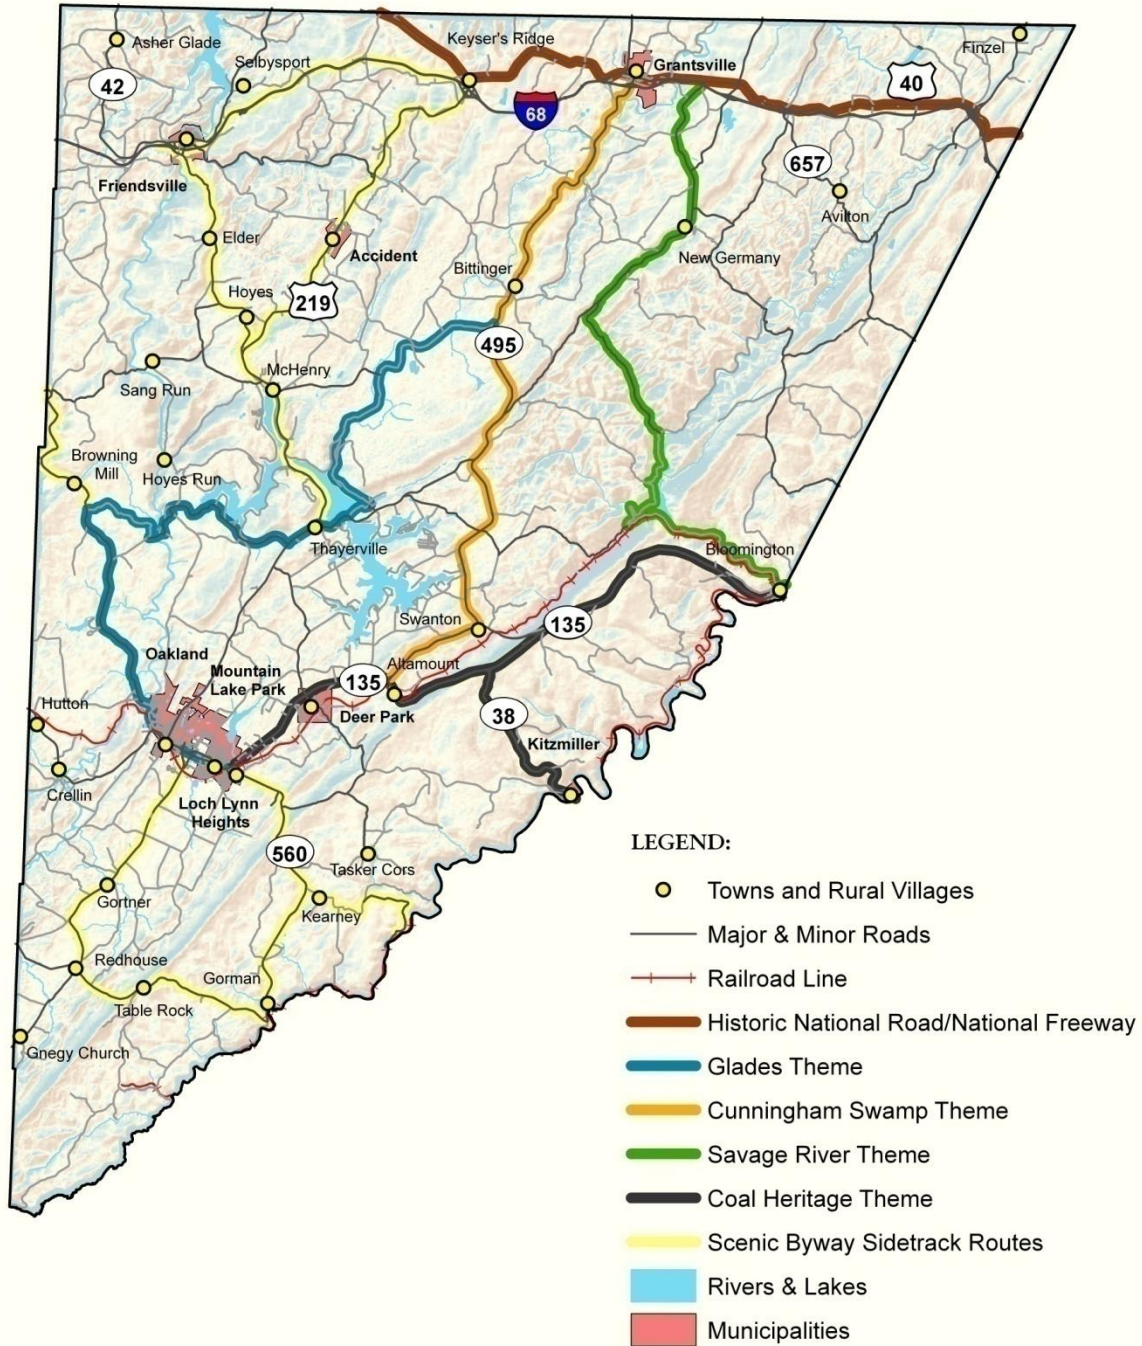 Asher Glade
Keyser's Ridge
Finzel
Selbysport
Grantsville
42
40
68
657
Friendsville
Avilton
Elder
Accident
New Germany
Bittinger
Hoyes
219
495
McHenry
Sang Run
Browning
Mill
Hoyes Run
Thayerville
Bloomington
Swanton
135
Oakland
Altamount
Mountain
Lake Park
135
Hutton
Deer Park
38
Kitzmiller
Crellin
Loch Lynn
Heights
560
Tasker Cors
Gortner
Kearney
Redhouse
Gorman
Table Rock
Gnegy Church
LEGEND:
Towns and Rural Villages
Major & Minor Roads
Railroad Line
Historic National Road/National Freeway
Glades Theme
Cunningham Swamp Theme
Savage River Theme
Coal Heritage Theme
Scenic Byway Sidetrack Routes
Rivers & Lakes
Municipalities